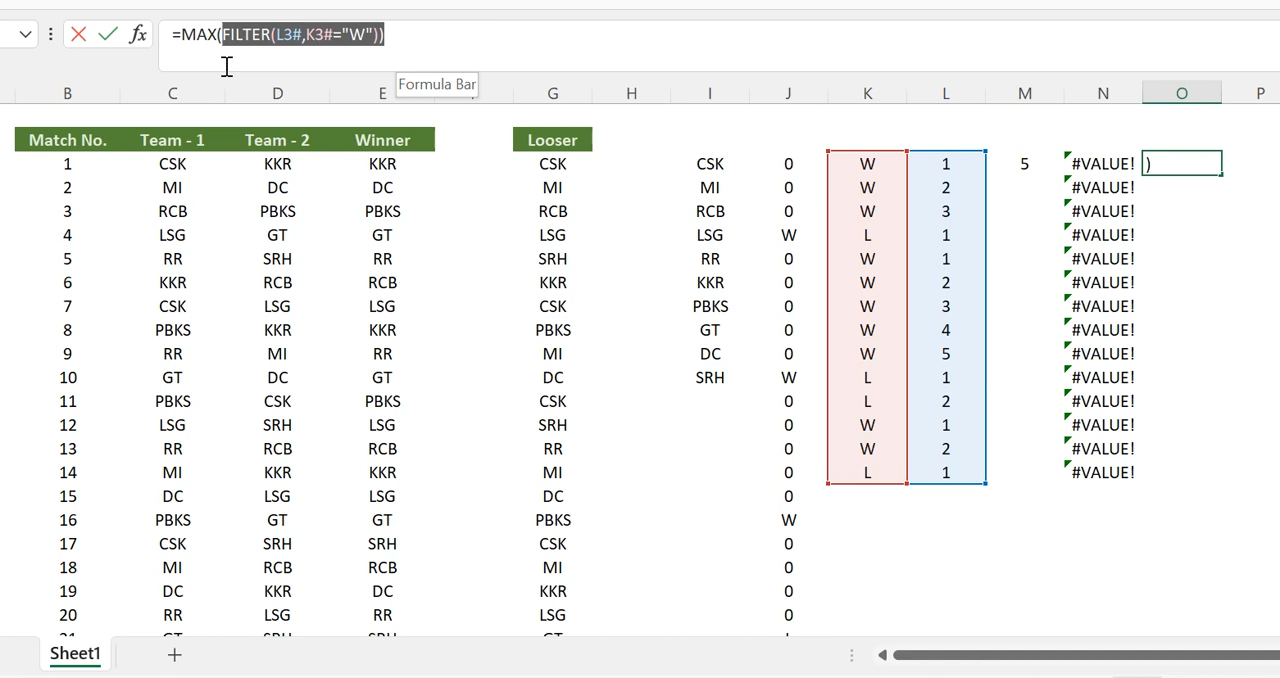 =MAX(FILTER(L3#,K3#="W"))
Formula Bar
B C D E G H I J K L M N O P
Match No. Team - 1 Team - 2 Winner Looser
1 CSK KKR KKR CSK CSK 0 W 1 5 #VALUE! )
2 MI DC DC MI MI 0 W 2 #VALUE!
3 RCB PBKS PBKS RCB RCB 0 W 3 #VALUE!
4 LSG GT GT LSG LSG W L 1 #VALUE!
5 RR SRH RR SRH RR 0 W 1 #VALUE!
6 KKR RCB RCB KKR KKR 0 W 2 #VALUE!
7 CSK LSG LSG CSK PBKS 0 W 3 #VALUE!
8 PBKS KKR KKR PBKS GT 0 W 4 #VALUE!
9 RR MI RR MI DC 0 W 5 #VALUE!
10 GT DC GT DC SRH W L 1 #VALUE!
11 PBKS CSK PBKS CSK 0 L 2 #VALUE!
12 LSG SRH LSG SRH 0 W 1 #VALUE!
13 RR RCB RCB RR 0 W 2 #VALUE!
14 MI KKR KKR MI 0 L 1 #VALUE!
15 DC LSG LSG DC 0
16 PBKS GT GT PBKS W
17 CSK SRH SRH CSK 0
18 MI RCB RCB MI 0
19 DC KKR DC KKR 0
20 RR LSG RR LSG 0
Sheet1